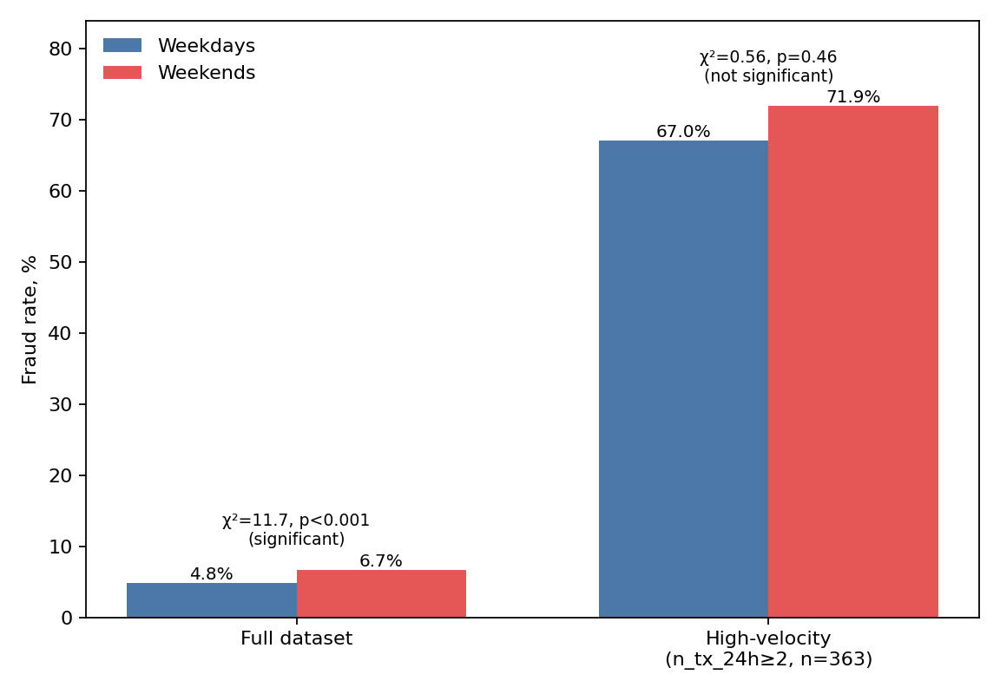 Weekdays
Weekends
χ²=0.56, p=0.46
(not significant)
71.9%
67.0%
χ²=11.7, p<0.001
(significant)
6.7%
4.8%
Fraud rate, %
80
70
60
50
40
30
20
10
0
Full dataset
High-velocity
(n_tx_24h≥2, n=363)